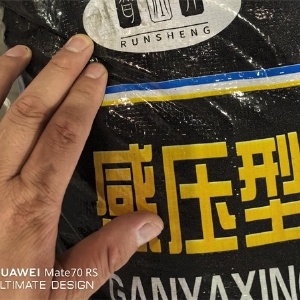 RUNSHENG
感压型
GANYAXING
HUAWEI Mate70 RS
ULTIMATE DESIGN